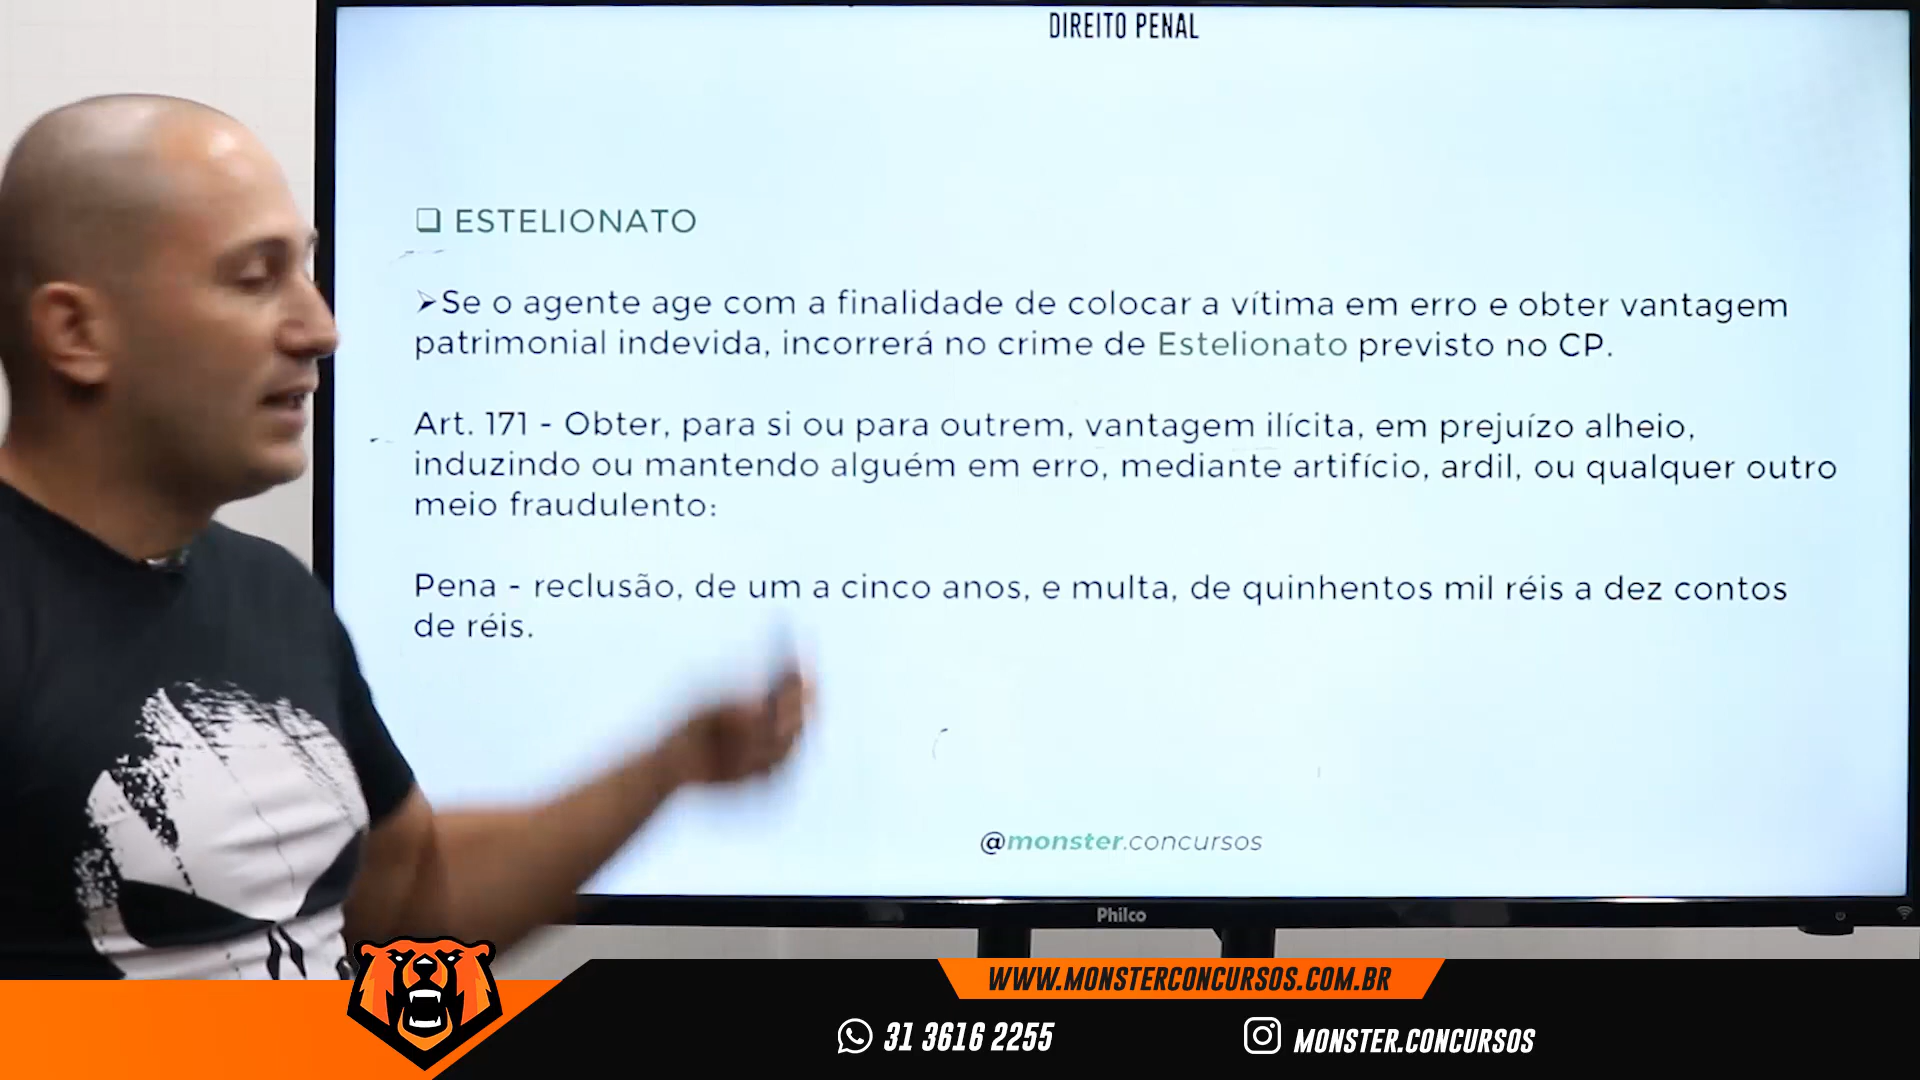 DIREITO PENAL
ESTELIONATO
Se o agente age com a finalidade de colocar a vítima em erro e obter vantagem
patrimonial indevida, incorrerá no crime de Estelionato previsto no CP.
Art. 171 - Obter, para si ou para outrem, vantagem ilícita, em prejuízo alheio,
induzindo ou mantendo alguém em erro, mediante artifício, ardil, ou qualquer outro
meio fraudulento:
Pena - reclusão, de um a cinco anos, e multa, de quinhentos mil réis a dez contos
de réis.
@monster.concursos
Philco
WWW.MONSTERCONCURSOS.COM.BR
31 3616 2255
MONSTER.CONCURSOS